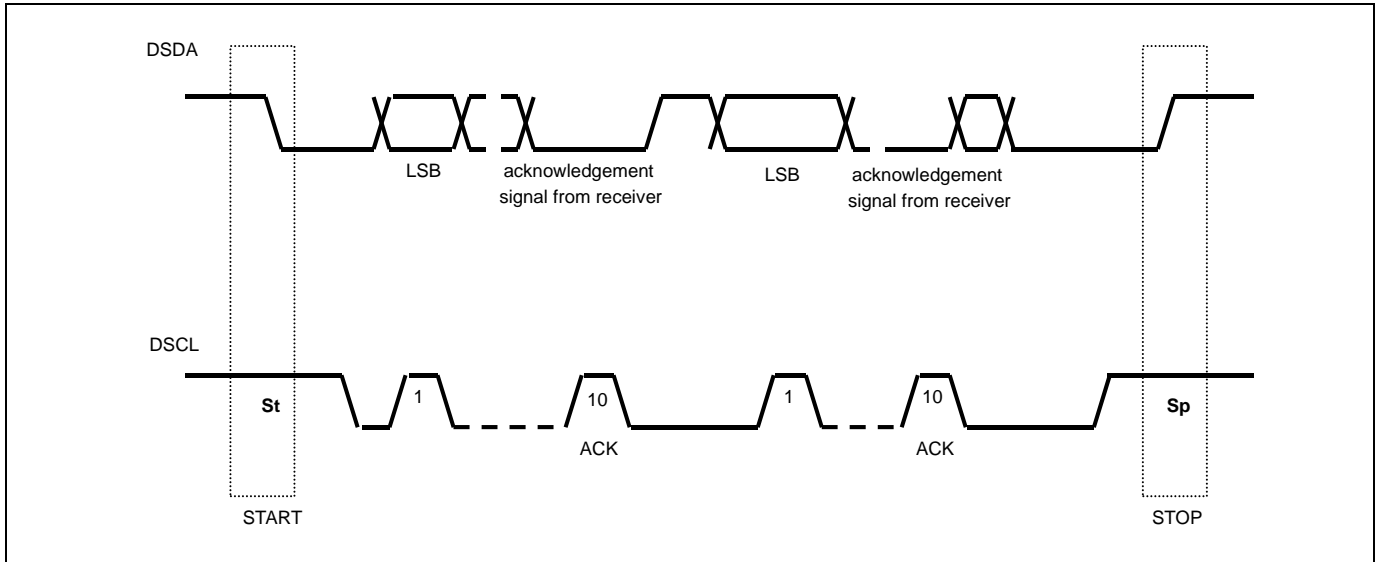 DSDA
LSB
acknowledgement
signal from receiver
LSB
acknowledgement
signal from receiver
DSCL
St
1
10
1
10
Sp
ACK
ACK
START
STOP